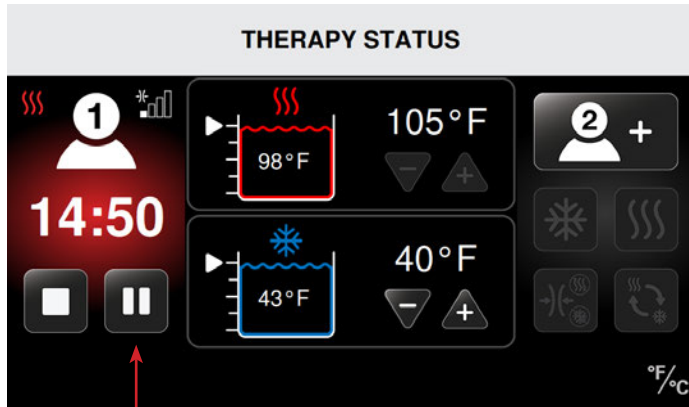 THERAPY STATUS
1
14:50
98°F
105°F
43°F
40°F
2 +
°F/°C